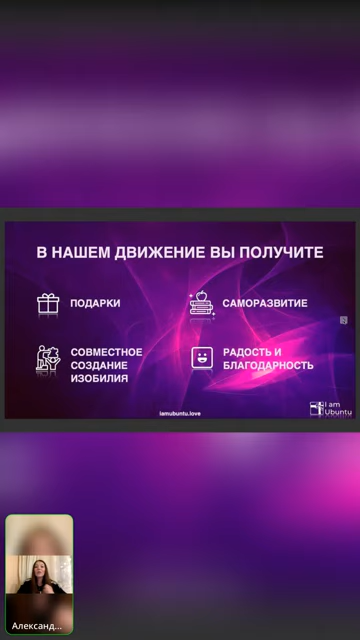 В НАШЕМ ДВИЖЕНИЕ ВЫ ПОЛУЧИТЕ
ПОДАРКИ
САМОРАЗВИТИЕ
СОВМЕСТНОЕ
СОЗДАНИЕ
ИЗОБИЛИЯ
РАДОСТЬ И
БЛАГОДАРНОСТЬ
iamubuntu.love
I am
Ubuntu
Александ...